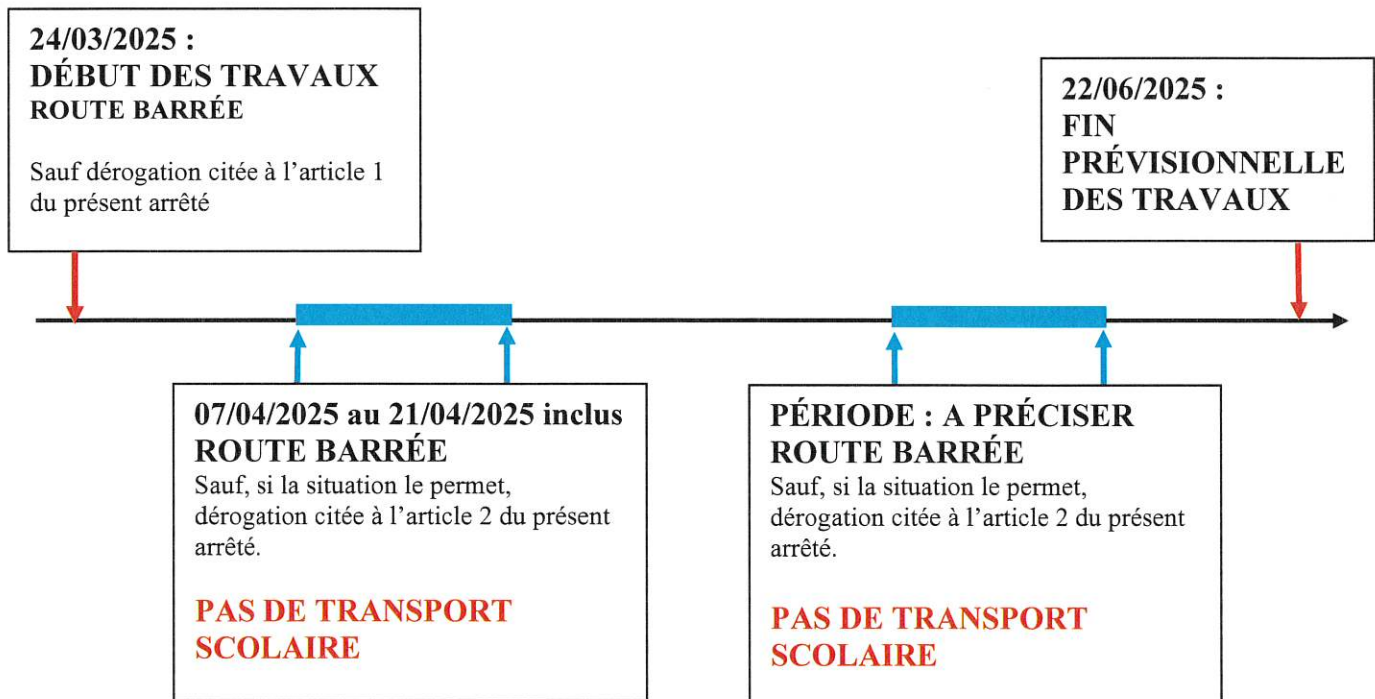 24/03/2025 :
DÉBUT DES TRAVAUX
ROUTE BARRÉE
Sauf dérogation citée à l'article 1
du présent arrêté
22/06/2025 :
FIN
PRÉVISIONNELLE
DES TRAVAUX
07/04/2025 au 21/04/2025 inclus
ROUTE BARRÉE
Sauf, si la situation le permet,
dérogation citée à l'article 2 du présent
arrêté.
PAS DE TRANSPORT
SCOLAIRE
PÉRIODE : A PRÉCISER
ROUTE BARRÉE
Sauf, si la situation le permet,
dérogation citée à l'article 2 du présent
arrêté.
PAS DE TRANSPORT
SCOLAIRE